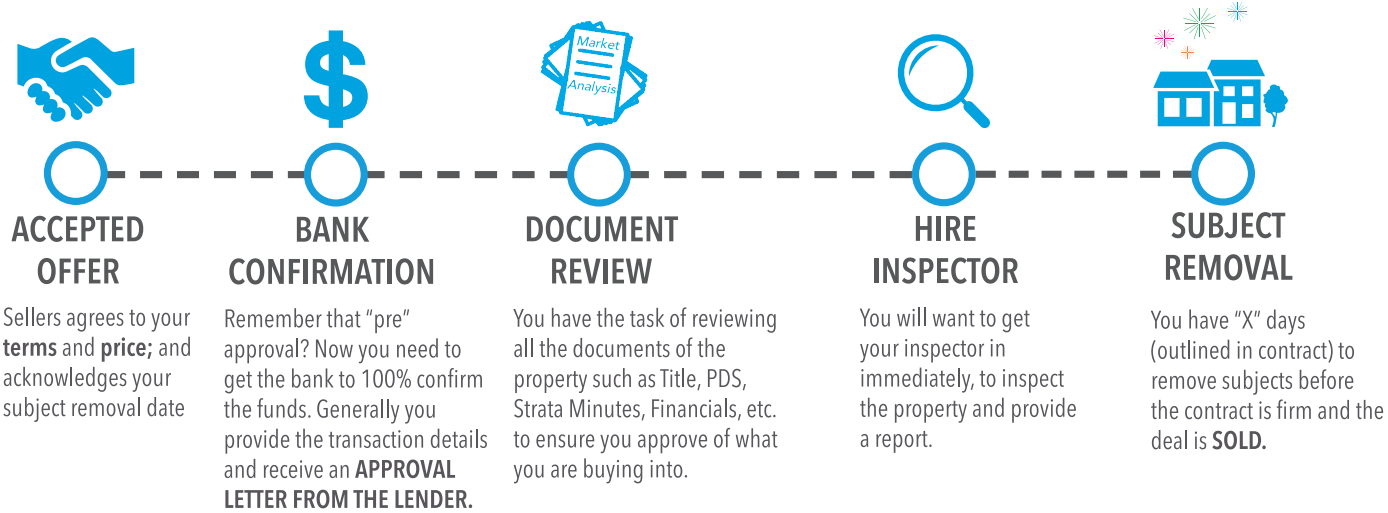 Market
Analysis
ACCEPTED
OFFER
Sellers agrees to your
terms and price; and
acknowledges your
subject removal date
BANK
CONFIRMATION
Remember that “pre”
approval? Now you need to
get the bank to 100% confirm
the funds. Generally you
provide the transaction details
and receive an APPROVAL
LETTER FROM THE LENDER.
DOCUMENT
REVIEW
You have the task of reviewing
all the documents of the
property such as Title, PDS,
Strata Minutes, Financials, etc.
to ensure you approve of what
you are buying into.
HIRE
INSPECTOR
You will want to get
your inspector in
immediately, to inspect
the property and provide
a report.
SUBJECT
REMOVAL
You have “X” days
(outlined in contract) to
remove subjects before
the contract is firm and the
deal is SOLD.